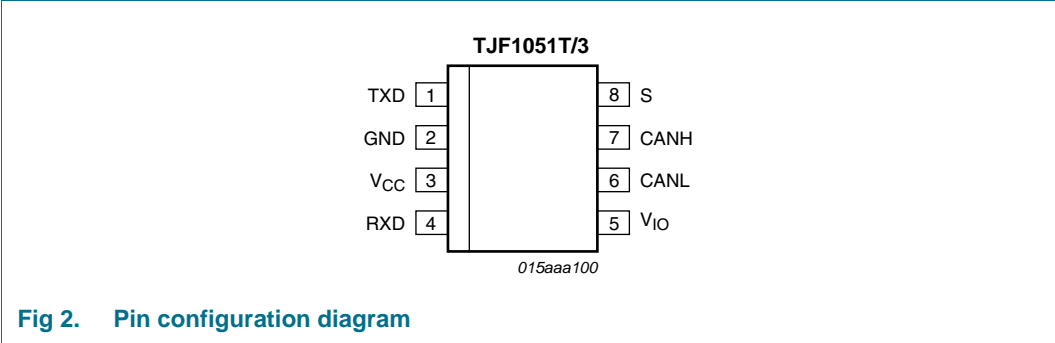 TJF1051T/3
TXD 1 8 S
GND 2 7 CANH
VCC 3 6 CANL
RXD 4 5 VIO
015aaa100
Fig 2. Pin configuration diagram